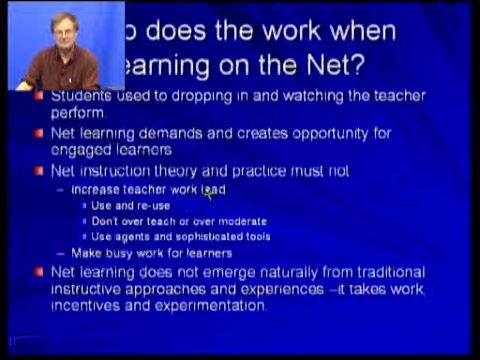 o does the work when
earning on the Net?
Students used to dropping in and watching the teacher
perform.
Net learning demands and creates opportunity for
engaged learners
Net instruction theory and practice must not
– increase teacher work load
Use and re-use
Don't over teach or over moderate
Use agents and sophisticated tools
– Make busy work for learners
Net learning does not emerge naturally from traditional
instructive approaches and experiences –it takes work,
incentives and experimentation.